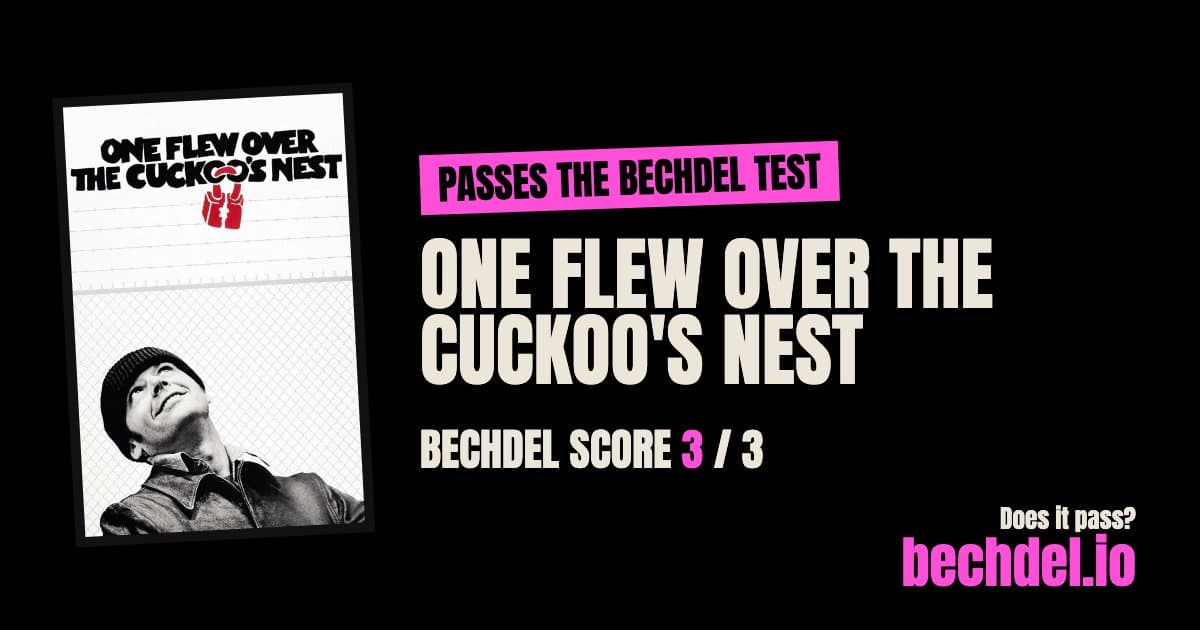 ONE FLEW OVER
THE CUCKOO'S NEST
PASSES THE BECHDEL TEST
ONE FLEW OVER THE
CUCKOO'S NEST
BECHDEL SCORE 3 / 3
Does it pass?
bechdel.io